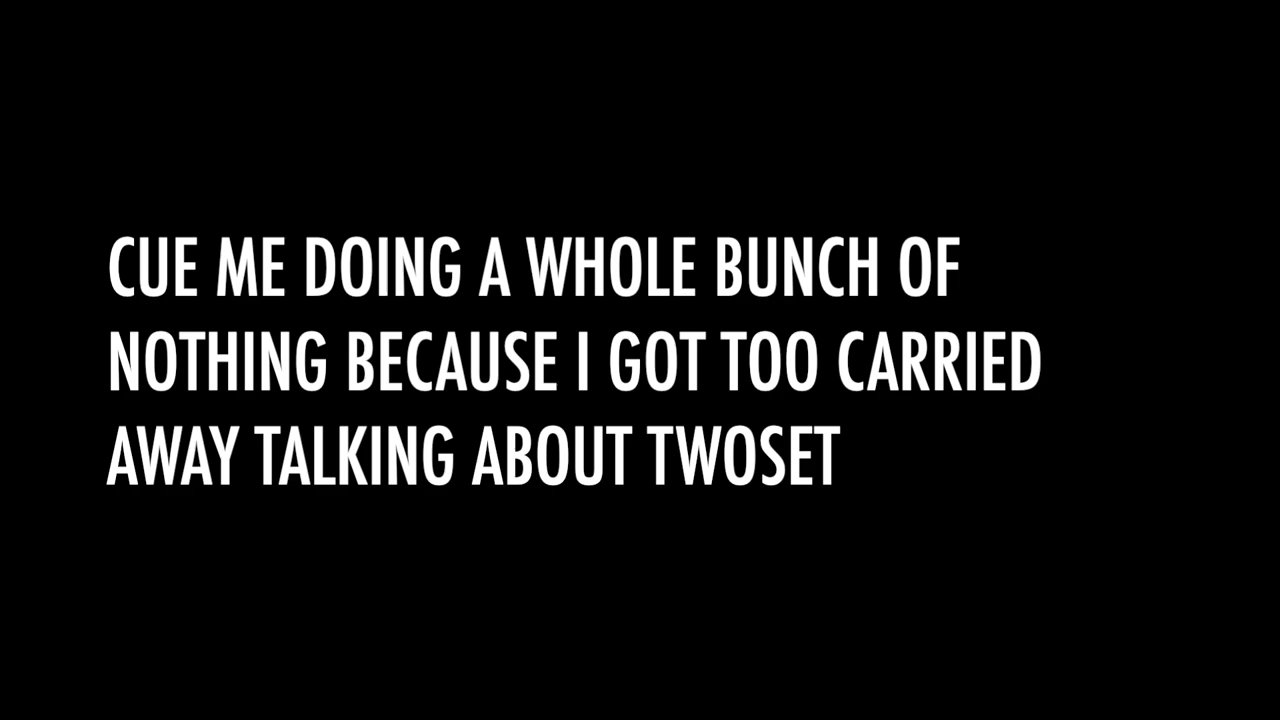 CUE ME DOING A WHOLE BUNCH OF
NOTHING BECAUSE I GOT TOO CARRIED
AWAY TALKING ABOUT TWOSET